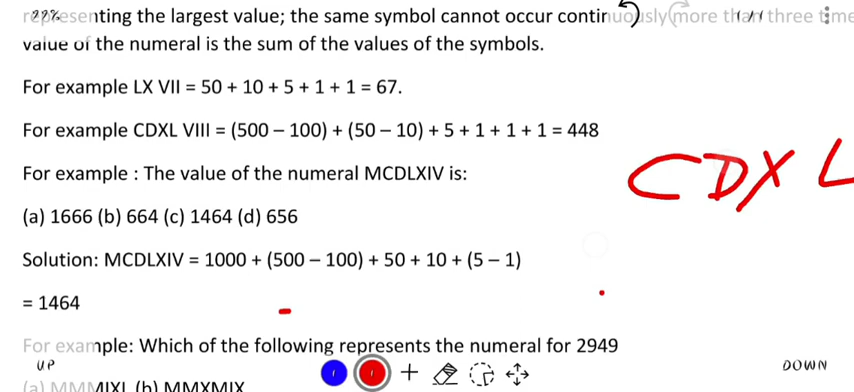 22%
representing the largest value; the same symbol cannot occur continuously (more than three time
value of the numeral is the sum of the values of the symbols.
For example LX VII = 50 + 10 + 5 + 1 + 1 = 67.
For example CDXL VIII = (500 – 100) + (50 – 10) + 5 + 1 + 1 + 1 = 448
For example : The value of the numeral MCDLXIV is:
CDX L
(a) 1666 (b) 664 (c) 1464 (d) 656
Solution: MCDLXIV = 1000 + (500 – 100) + 50 + 10 + (5 – 1)
= 1464
For example: Which of the following represents the numeral for 2949
UP
DOWN
(a) MMMIXL (b) MMXMIX